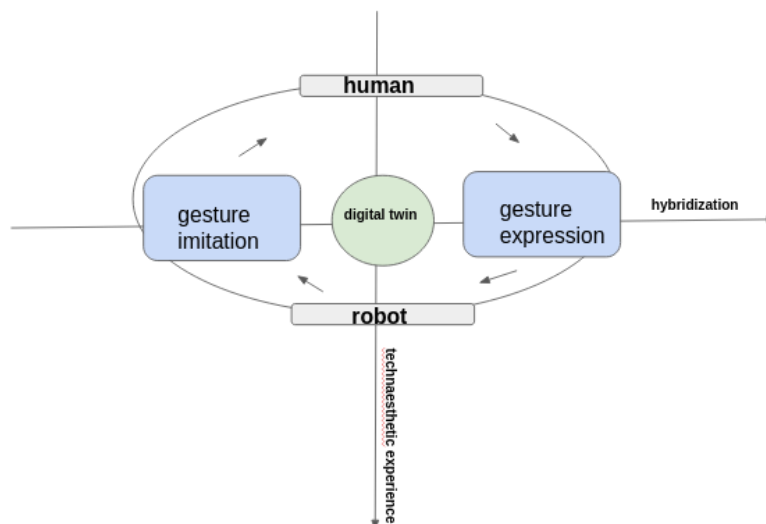 human
gesture
imitation
digital twin
gesture
expression
hybridization
robot
technaesthetic experience